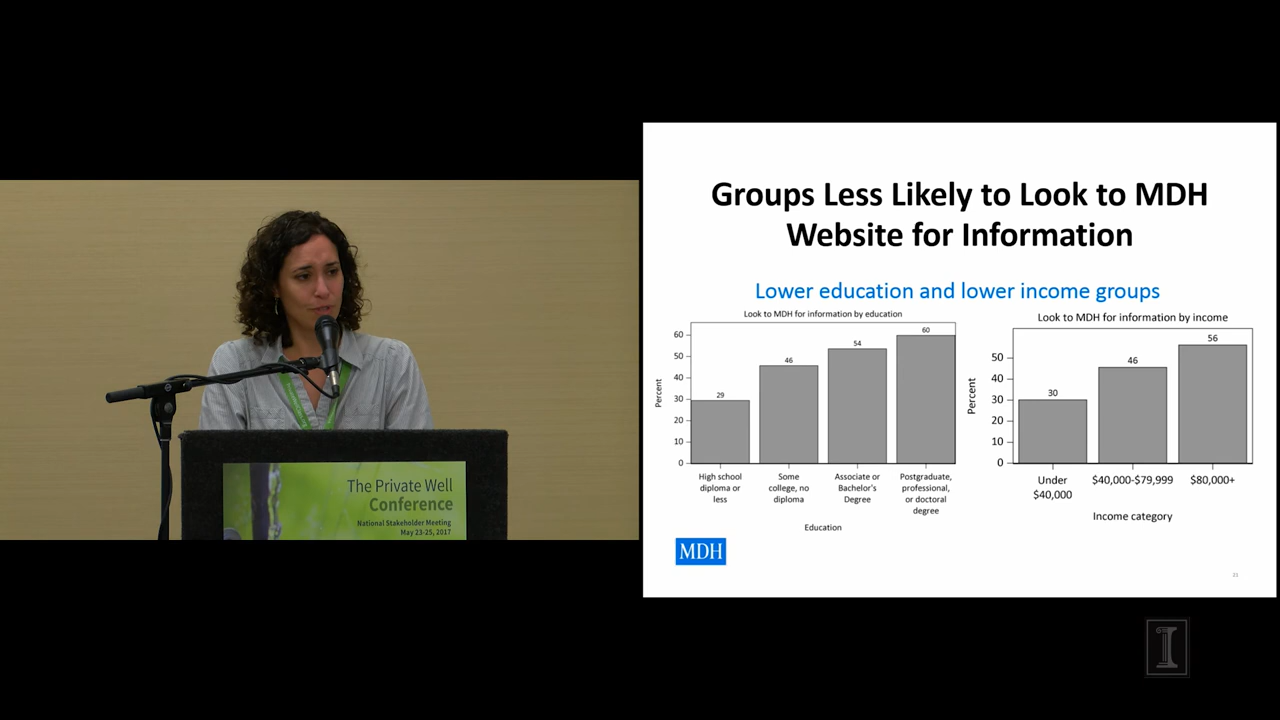 The Private Well
Conference
National Stakeholder Meeting
May 23-25, 2017
Groups Less Likely to Look to MDH
Website for Information
Lower education and lower income groups
Look to MDH for information by education
Percent
60
50
40
30
20
10
0
29
46
54
60
High school
diploma or
less
Some
college, no
diploma
Associate or
Bachelor's
Degree
Postgraduate,
professional,
or doctoral
degree
Education
Look to MDH for information by income
Percent
50
40
30
20
10
0
30
46
56
Under
$40,000
$40,000-$79,999
$80,000+
Income category
MDH
21